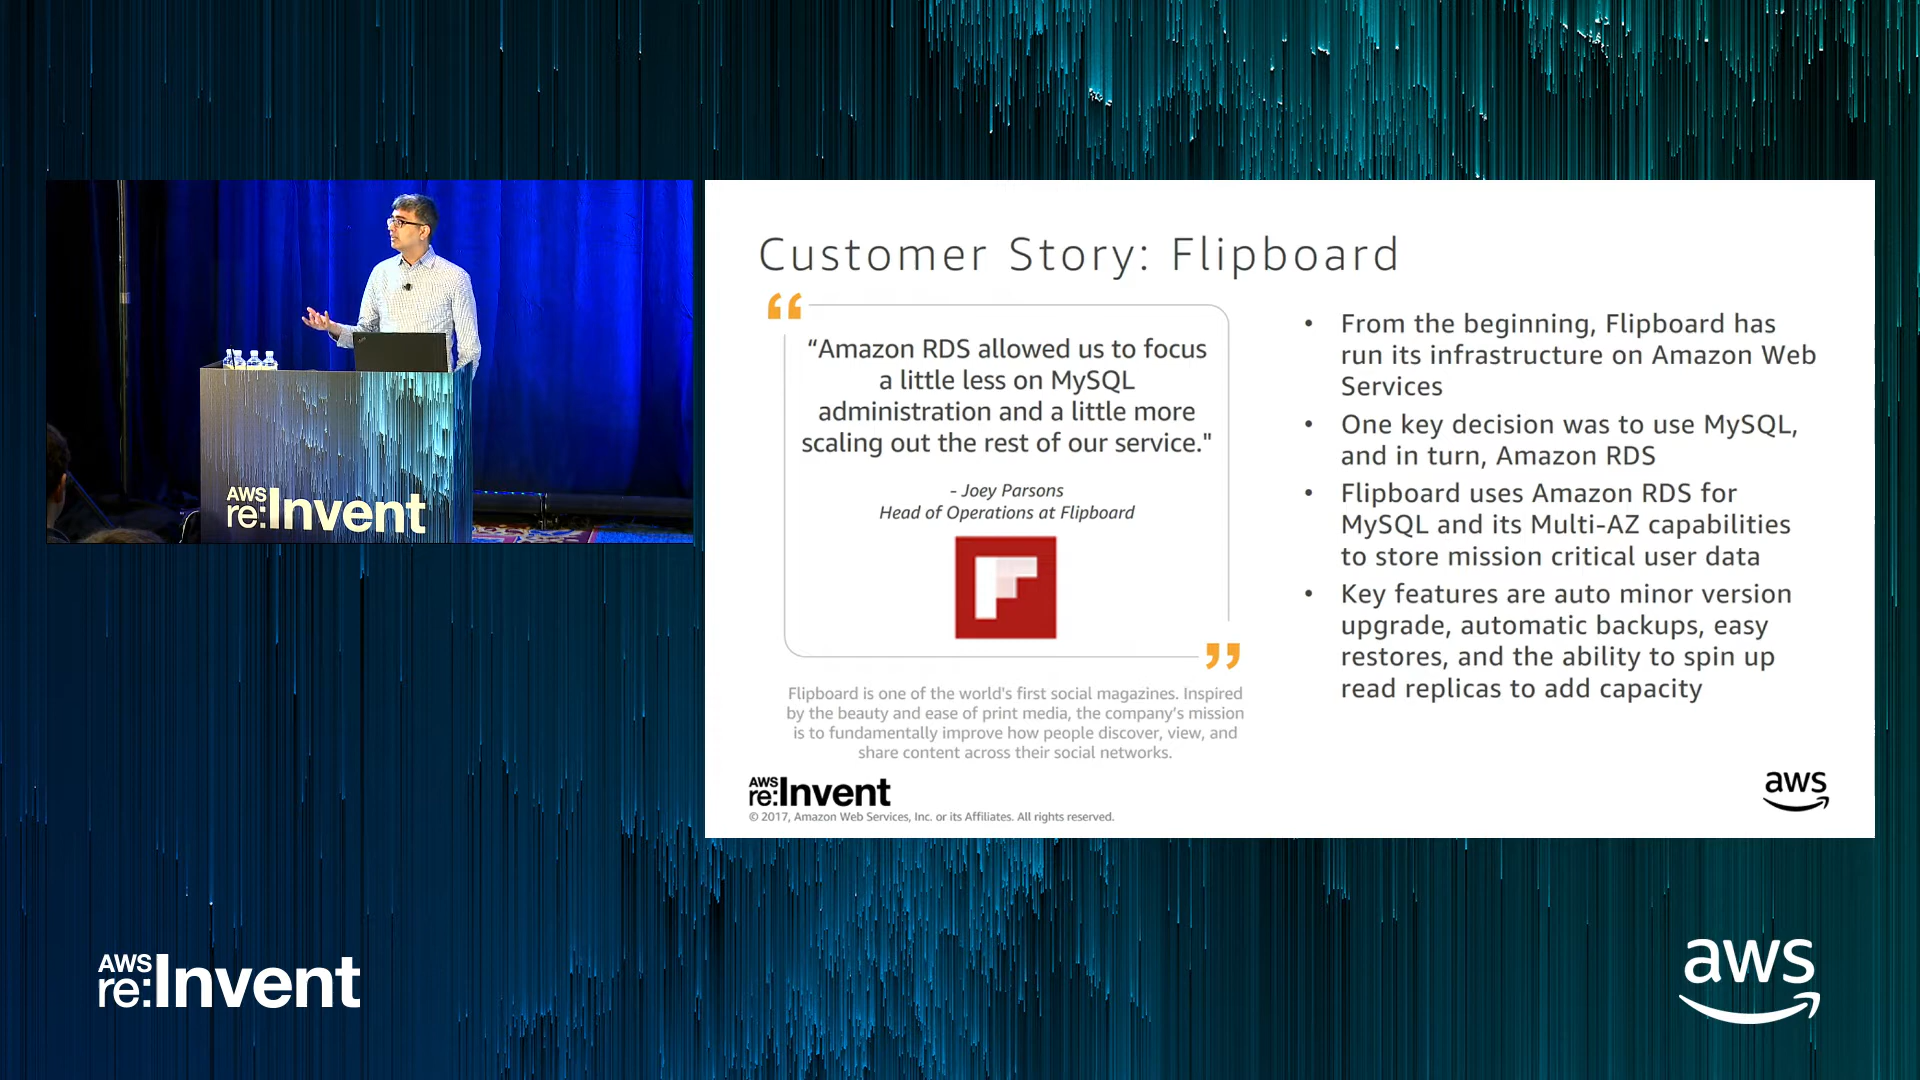 AWS
re:Invent
Customer Story: Flipboard
“
“Amazon RDS allowed us to focus
a little less on MySQL
administration and a little more
scaling out the rest of our service."
- Joey Parsons
Head of Operations at Flipboard
”
Flipboard is one of the world's first social magazines. Inspired
by the beauty and ease of print media, the company's mission
is to fundamentally improve how people discover, view, and
share content across their social networks.
• From the beginning, Flipboard has
run its infrastructure on Amazon Web
Services
• One key decision was to use MySQL,
and in turn, Amazon RDS
• Flipboard uses Amazon RDS for
MySQL and its Multi-AZ capabilities
to store mission critical user data
• Key features are auto minor version
upgrade, automatic backups, easy
restores, and the ability to spin up
read replicas to add capacity
AWS
re:Invent
© 2017, Amazon Web Services, Inc. or its Affiliates. All rights reserved.
aws
AWS
re:Invent
aws